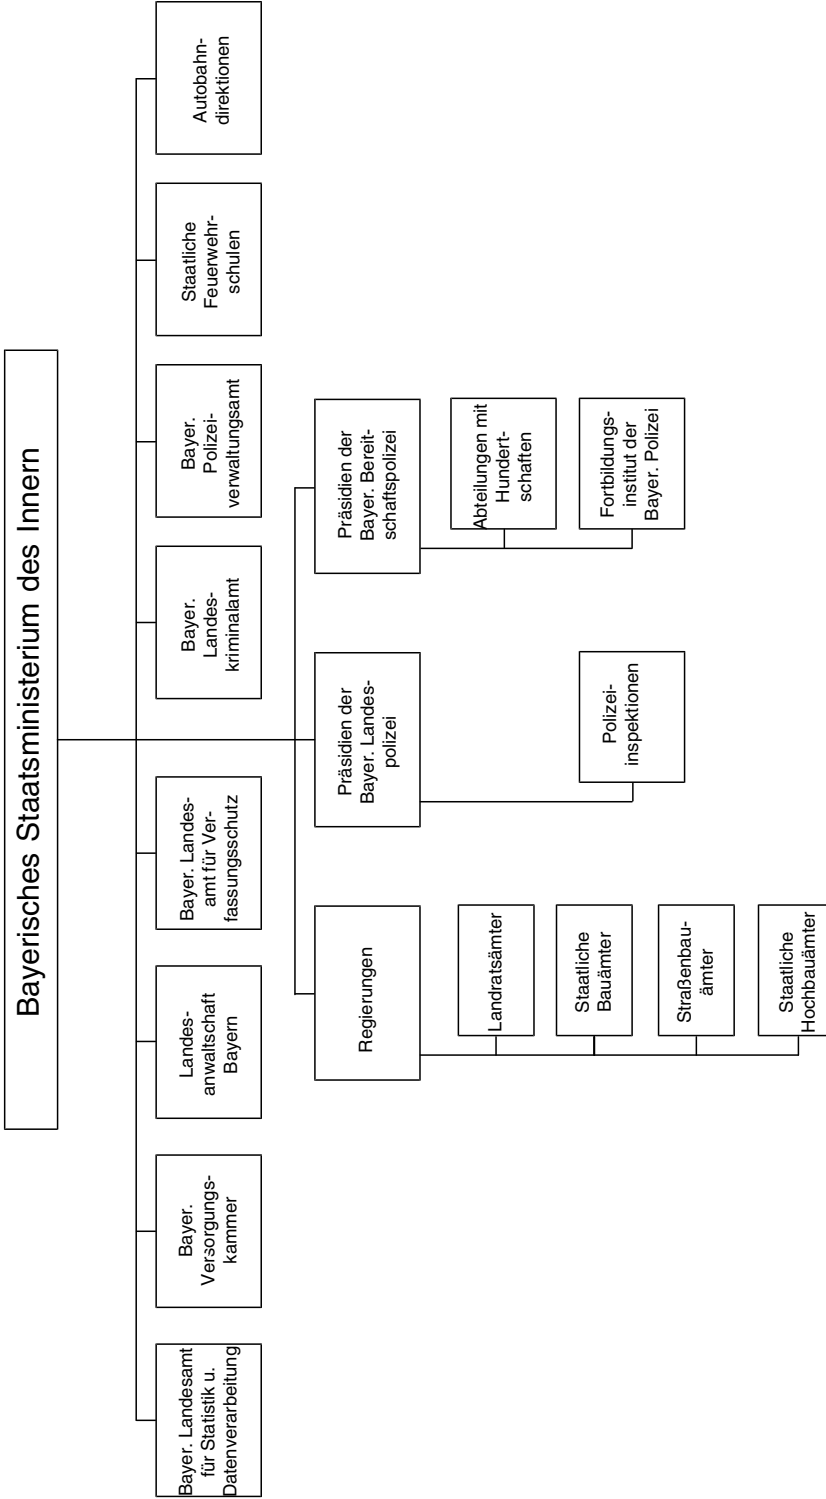 Bayerisches Staatsministerium des Innern
Bayer. Landesamt
für Statistik u.
Datenverarbeitung
Bayer.
Versorgungs-
kammer
Landes-
anwaltschaft
Bayern
Bayer. Landes-
amt für Ver-
fassungsschutz
Bayer.
Landes-
kriminalamt
Bayer.
Polizei-
verwaltungsamt
Staatliche
Feuerwehr-
schulen
Autobahn-
direktionen
Regierungen
Präsidien der
Bayer. Landes-
polizei
Präsidien der
Bayer. Bereit-
schaftspolizei
Landratsämter
Staatliche
Bauämter
Straßenbau-
ämter
Staatliche
Hochbauämter
Polizei-
inspektionen
Abteilungen mit
Hundert-
schaften
Fortbildungs-
institut der
Bayer. Polizei